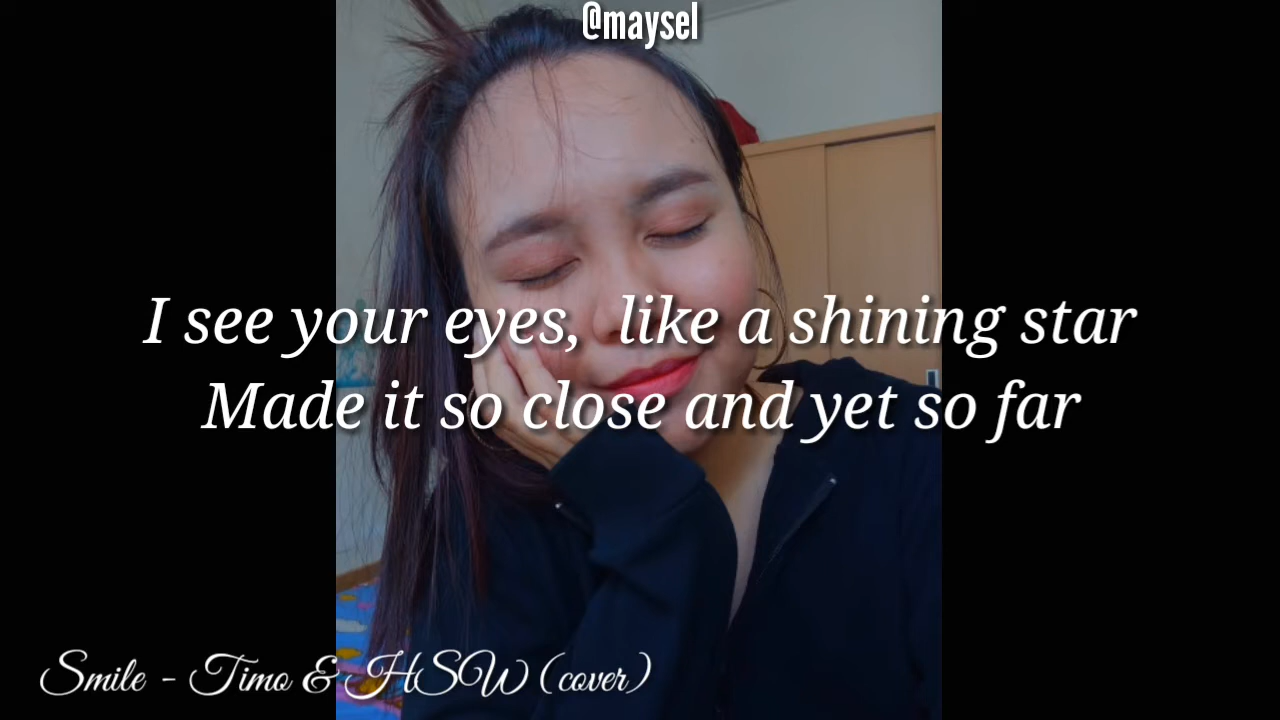 @maysel
I see your eyes, like a shining star
Made it so close and yet so far
Smile - Timo & HSW (cover)